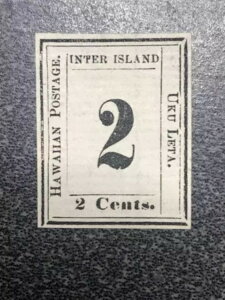 INTER ISLAND
HAWAIIAN POSTAGE.
2
UKU LETA.
2 Cents.